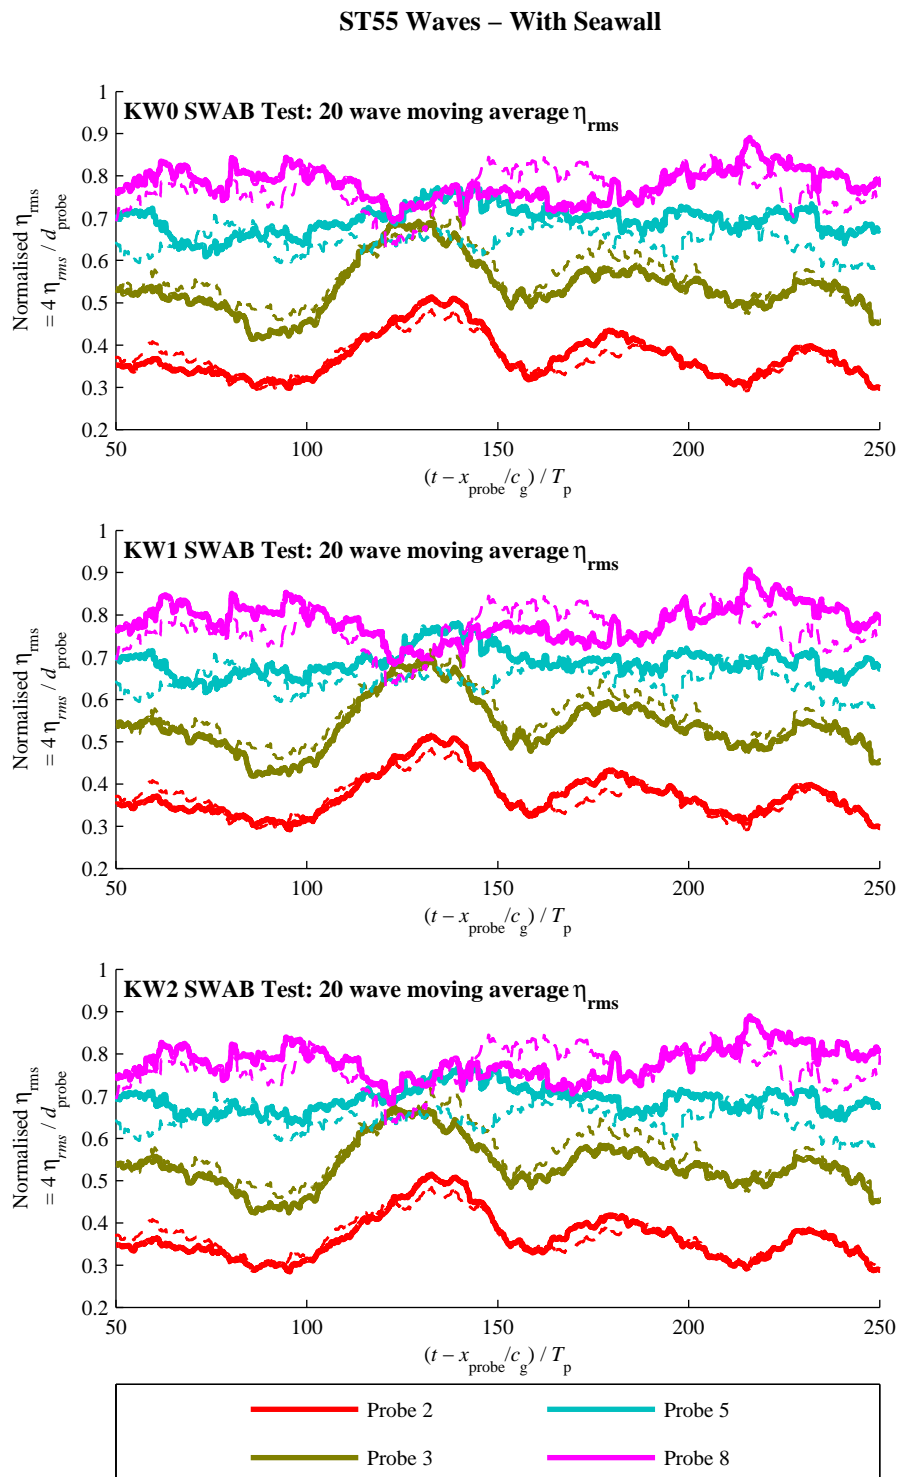 ST55 Waves – With Seawall
KW0 SWAB Test: 20 wave moving average ηrms
Normalised ηrms
= 4 ηrms / dprobe
1
0.9
0.8
0.7
0.6
0.5
0.4
0.3
0.2
50 100 150 200 250
(t – xprobe/cg) / Tp
KW1 SWAB Test: 20 wave moving average ηrms
Normalised ηrms
= 4 ηrms / dprobe
1
0.9
0.8
0.7
0.6
0.5
0.4
0.3
0.2
50 100 150 200 250
(t – xprobe/cg) / Tp
KW2 SWAB Test: 20 wave moving average ηrms
Normalised ηrms
= 4 ηrms / dprobe
1
0.9
0.8
0.7
0.6
0.5
0.4
0.3
0.2
50 100 150 200 250
(t – xprobe/cg) / Tp
Probe 2 Probe 5
Probe 3 Probe 8